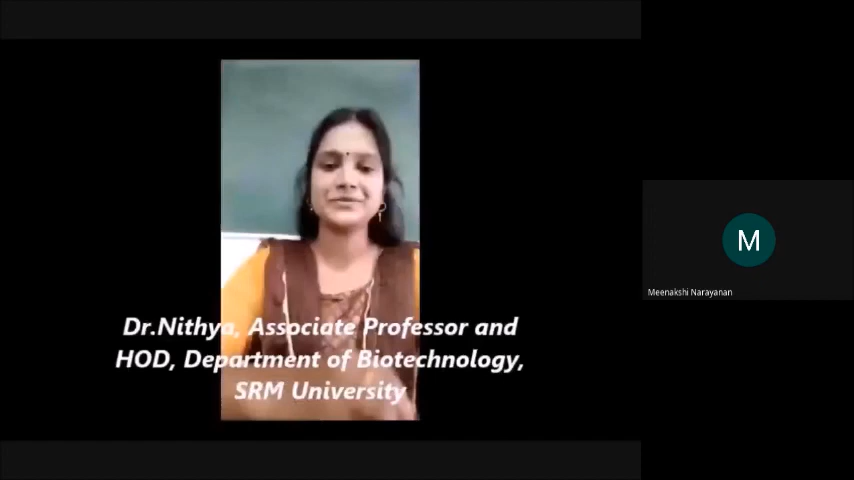 Dr.Nithya, Associate Professor and
HOD, Department of Biotechnology,
SRM University
M
Meenakshi Narayanan